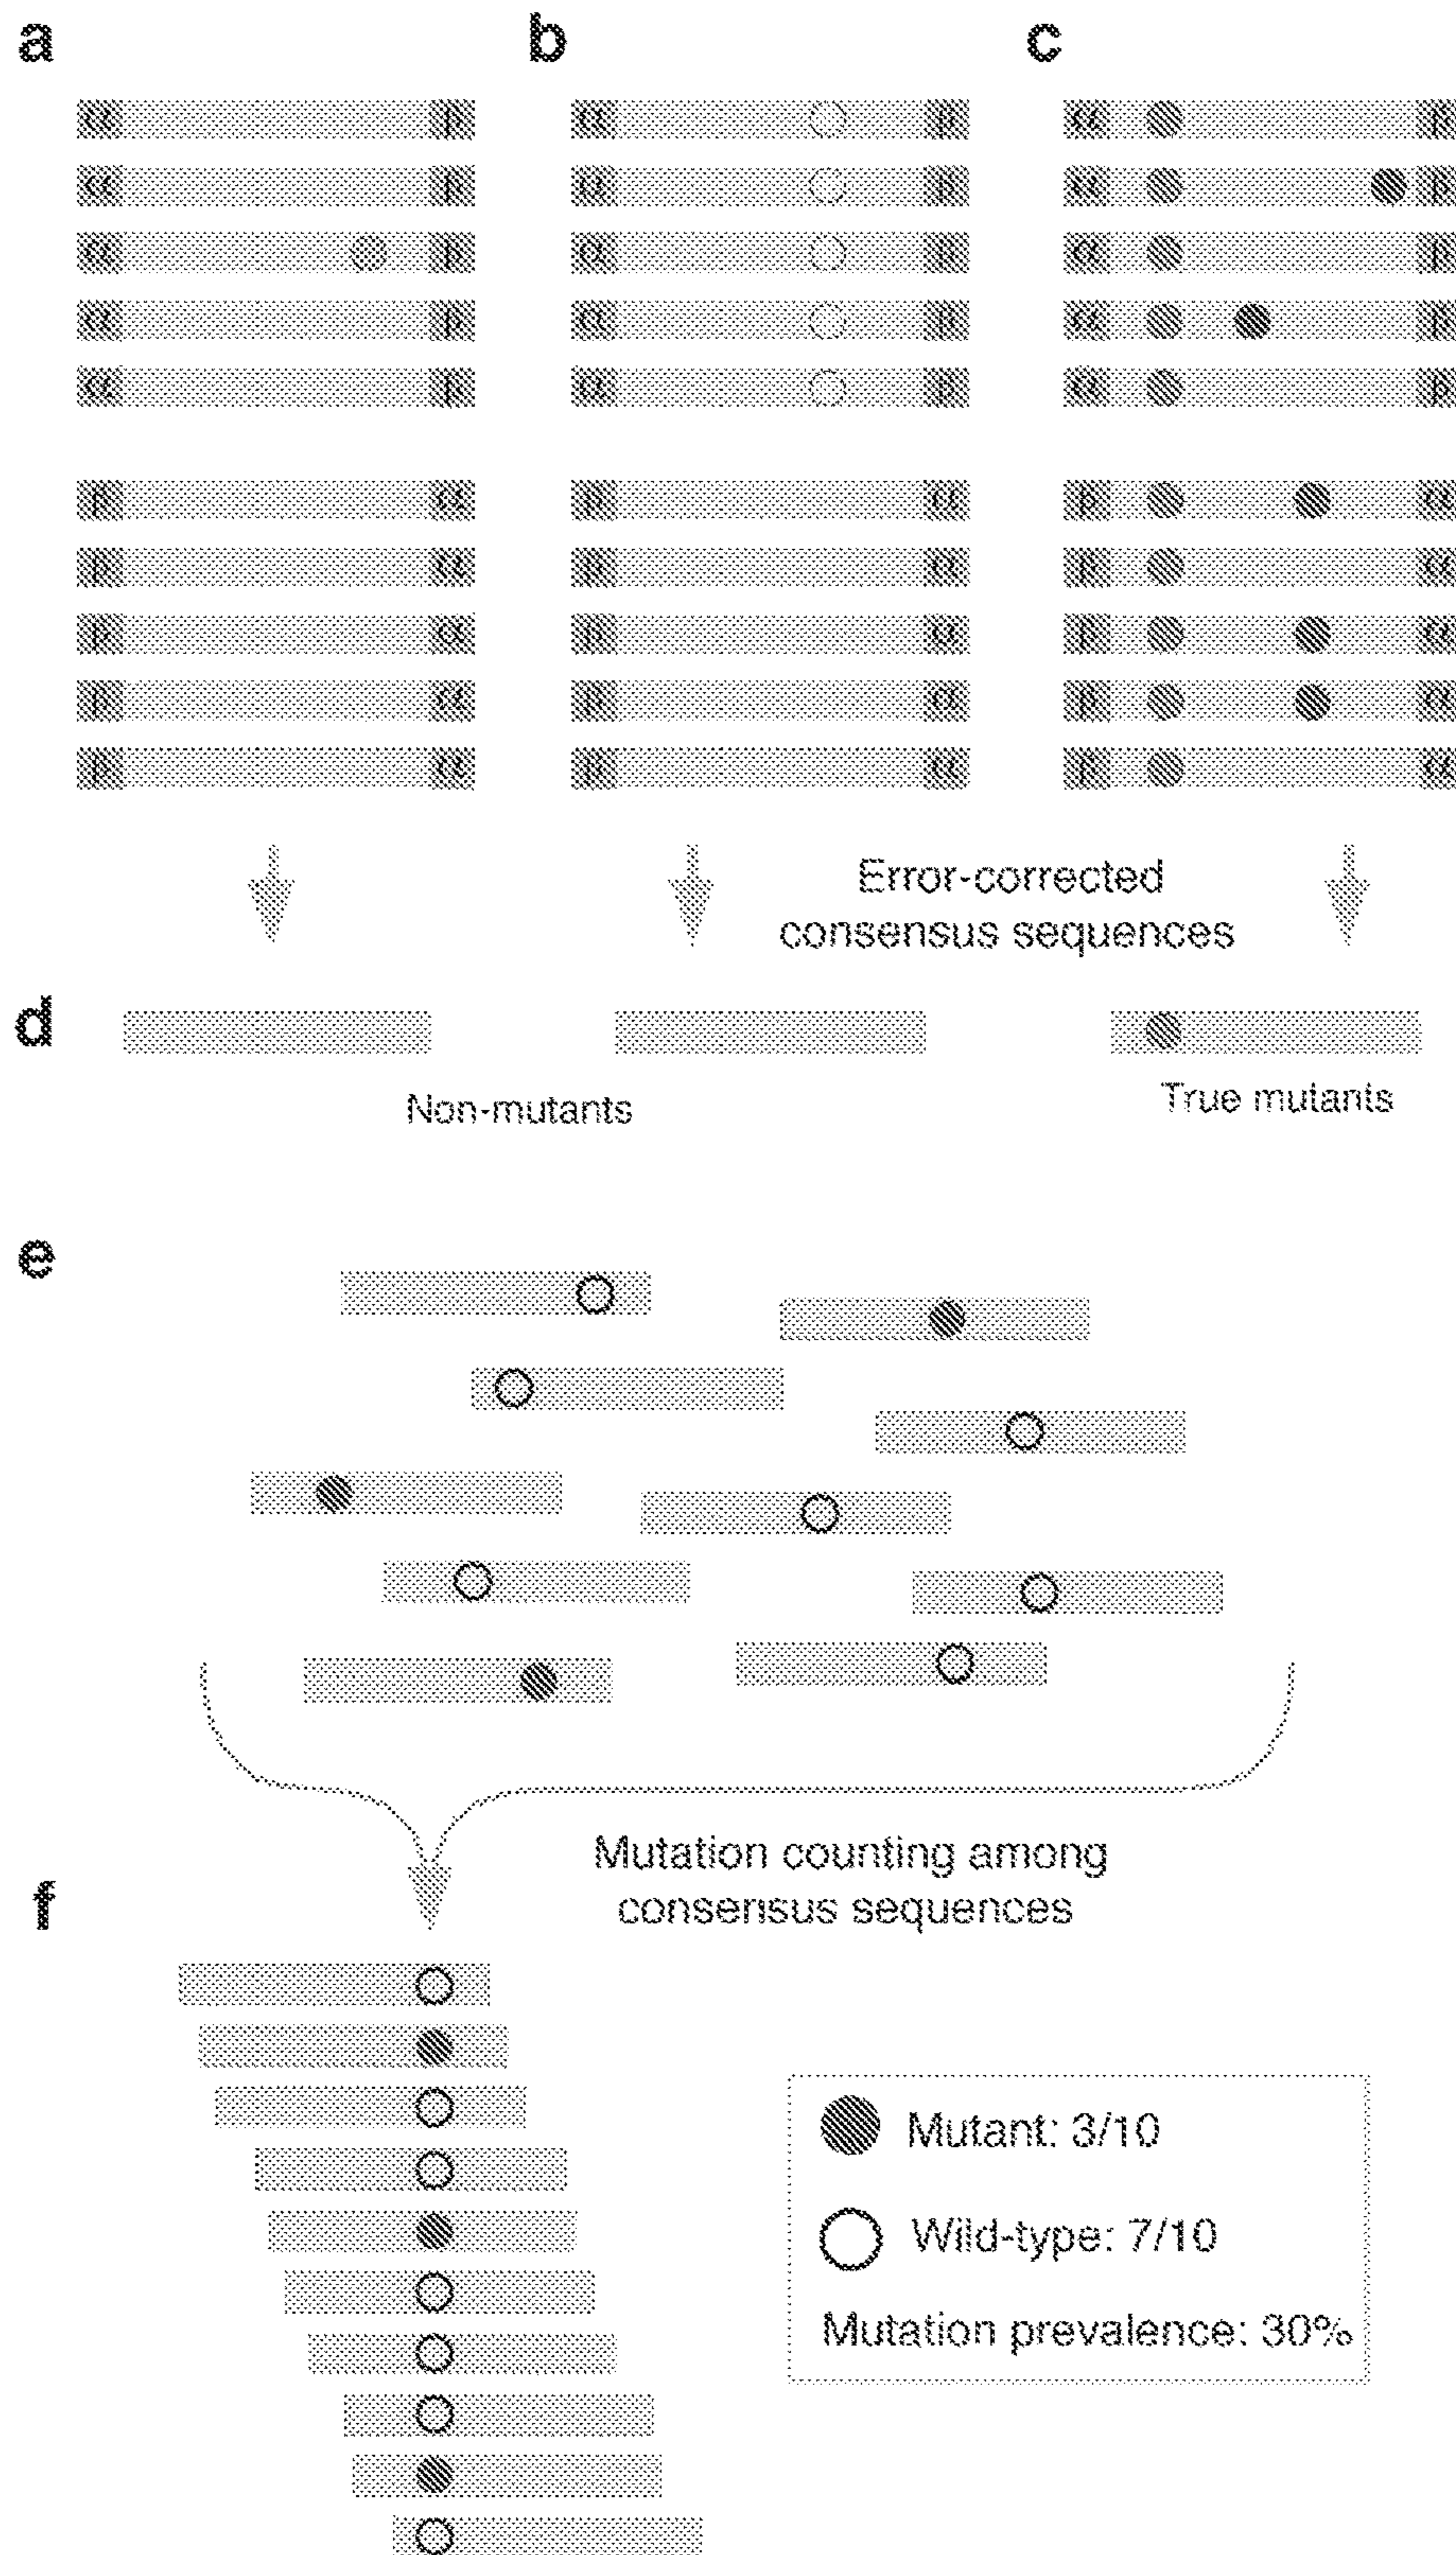 a b c
α β α β α β
α β α β α β
α β α β α β
α β α β α β
α β α β α β
β α β α β α
β α β α β α
β α β α β α
β α β α β α
β α β α β α
Error-corrected
consensus sequences
d
Non-mutants
True mutants
e
Mutation counting among
consensus sequences
f
Mutant: 3/10
Wild-type: 7/10
Mutation prevalence: 30%